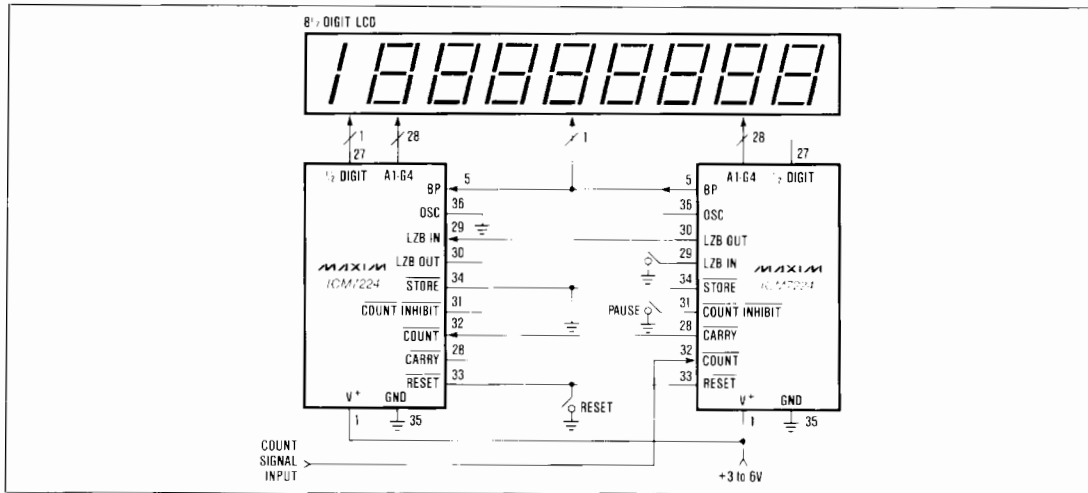 8½ DIGIT LCD
1
28
1
28
27
½ DIGIT
A1-G4
BP
5
OSC
36
LZB IN
29
LZB OUT
30
MAXIM
ICM7224
STORE
34
COUNT INHIBIT
31
COUNT
32
CARRY
28
RESET
33
V+
GND
1
35
27
A1-G4
½ DIGIT
5
BP
36
OSC
30
LZB OUT
29
LZB IN
MAXIM
ICM7224
34
STORE
PAUSE
31
COUNT INHIBIT
28
CARRY
32
COUNT
33
RESET
V+
GND
1
35
RESET
COUNT
SIGNAL
INPUT
+3 to 6V